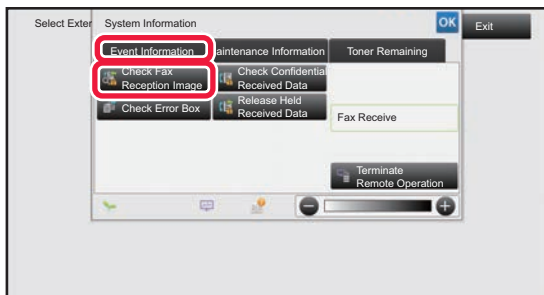 Select Exter
System Information
OK
Exit
Event Information
aintenance Information
Toner Remaining
Check Fax
Reception Image
Check Confidential
Received Data
Check Error Box
Release Held
Received Data
Fax Receive
Terminate
Remote Operation